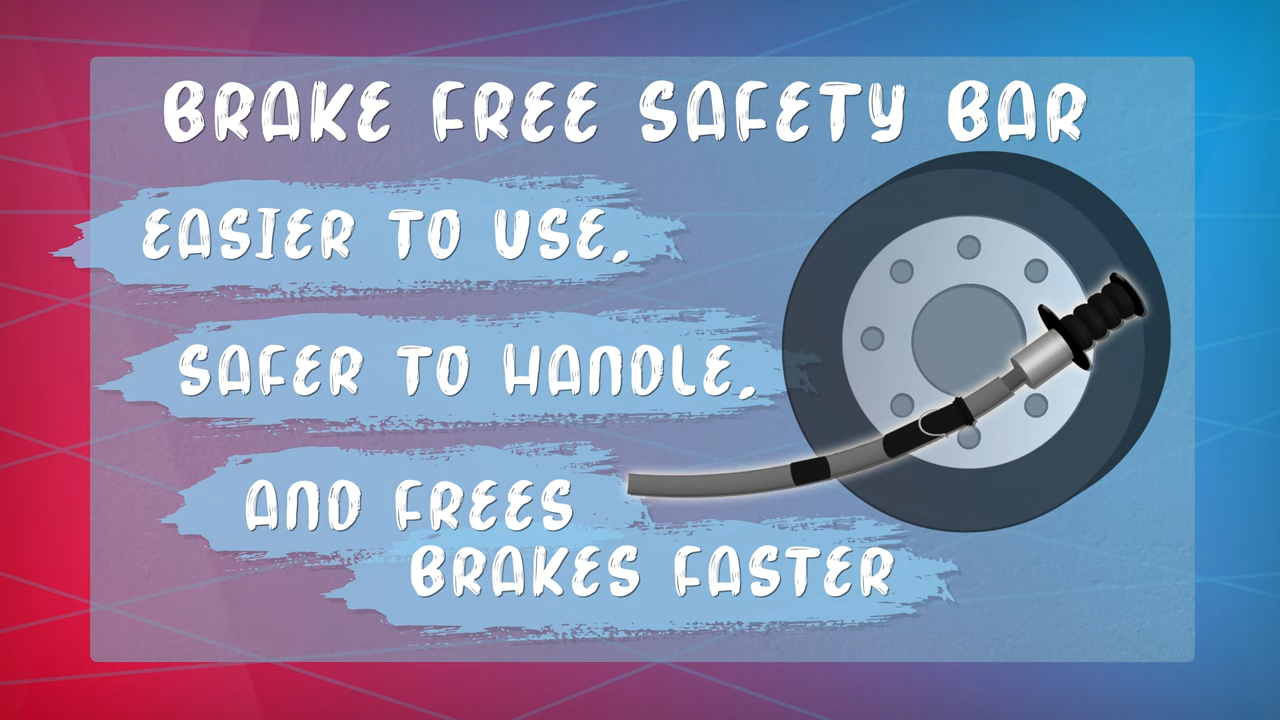 BRAKE FREE SAFETY BAR
EASIER TO USE.
SAFER TO HANDLE.
AND FREES
BRAKES FASTER